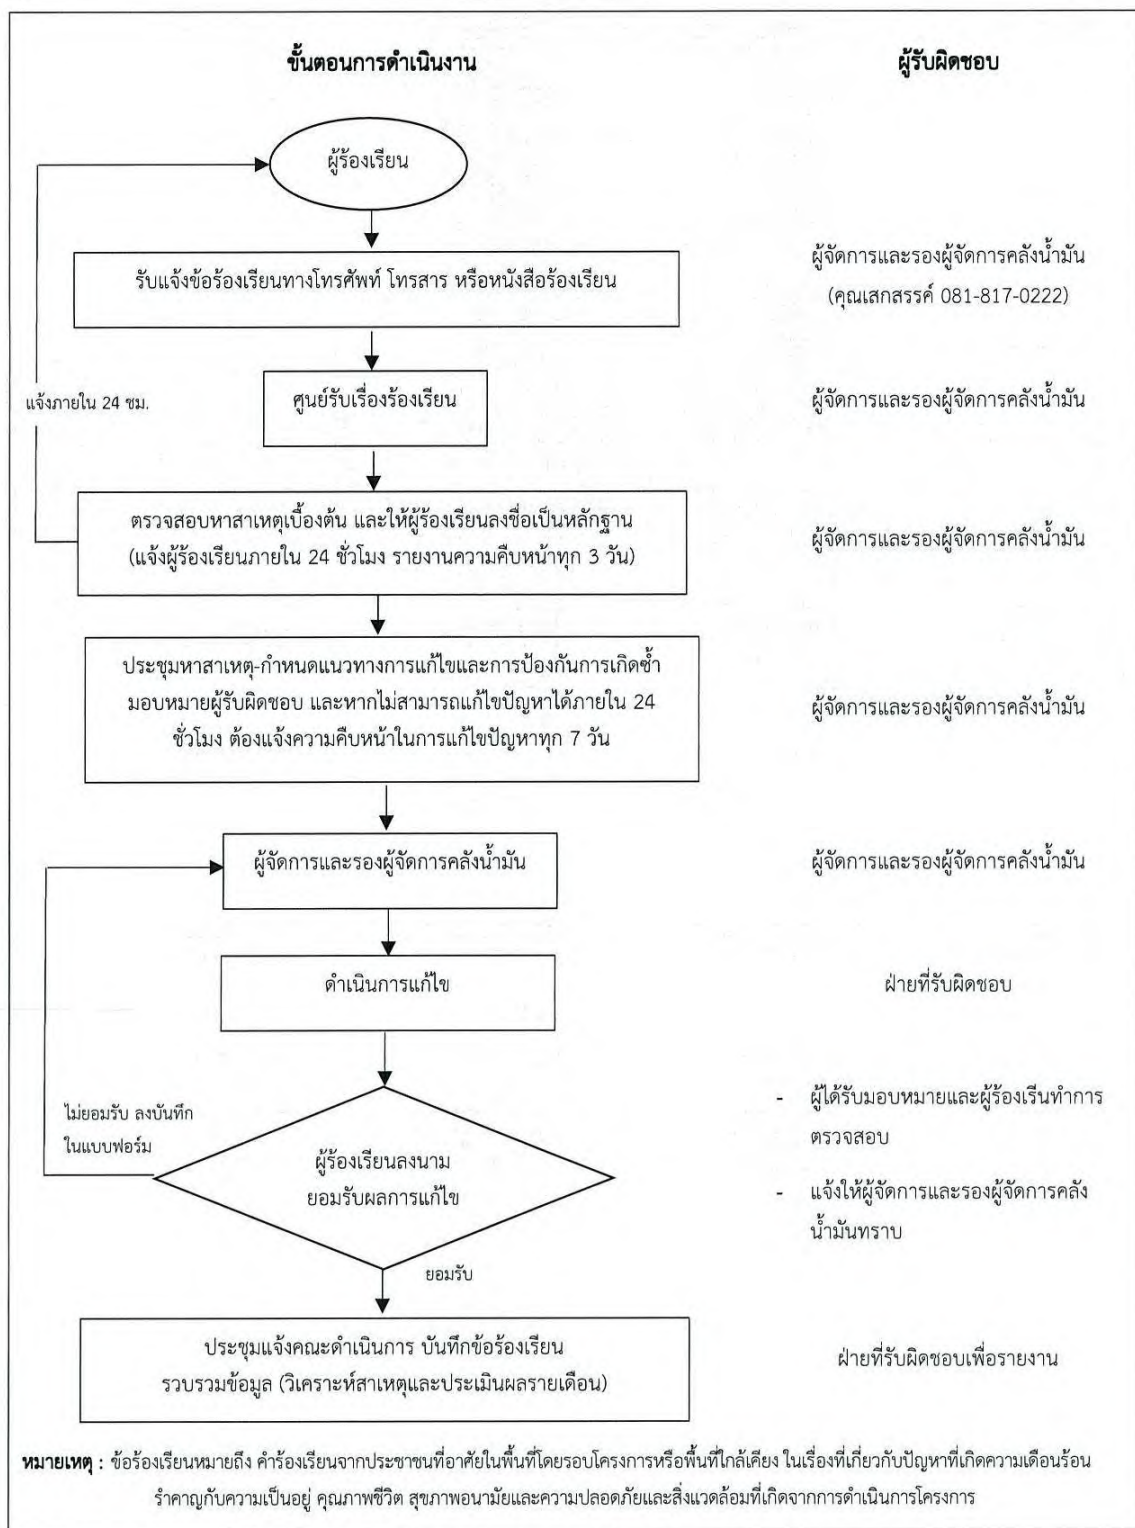 ขั้นตอนการดำเนินงาน
ผู้รับผิดชอบ
ผู้ร้องเรียน
รับแจ้งข้อร้องเรียนทางโทรศัพท์ โทรสาร หรือหนังสือร้องเรียน
ผู้จัดการและรองผู้จัดการคลังน้ำมัน
(คุณเสกสรรค์ 081-817-0222)
แจ้งภายใน 24 ชม.
ศูนย์รับเรื่องร้องเรียน
ผู้จัดการและรองผู้จัดการคลังน้ำมัน
ตรวจสอบหาสาเหตุเบื้องต้น และให้ผู้ร้องเรียนลงชื่อเป็นหลักฐาน
(แจ้งผู้ร้องเรียนภายใน 24 ชั่วโมง รายงานความคืบหน้าทุก 3 วัน)
ผู้จัดการและรองผู้จัดการคลังน้ำมัน
ประชุมหาสาเหตุ-กำหนดแนวทางการแก้ไขและการป้องกันการเกิดซ้ำ
มอบหมายผู้รับผิดชอบ และหากไม่สามารถแก้ไขปัญหาได้ภายใน 24
ชั่วโมง ต้องแจ้งความคืบหน้าในการแก้ไขปัญหาทุก 7 วัน
ผู้จัดการและรองผู้จัดการคลังน้ำมัน
ผู้จัดการและรองผู้จัดการคลังน้ำมัน
ผู้จัดการและรองผู้จัดการคลังน้ำมัน
ดำเนินการแก้ไข
ฝ่ายที่รับผิดชอบ
ไม่ยอมรับ ลงบันทึก
ในแบบฟอร์ม
ผู้ร้องเรียนลงนาม
ยอมรับผลการแก้ไข
- ผู้ได้รับมอบหมายและผู้ร้องเรีนทำการ
ตรวจสอบ
- แจ้งให้ผู้จัดการและรองผู้จัดการคลัง
น้ำมันทราบ
ยอมรับ
ประชุมแจ้งคณะดำเนินการ บันทึกข้อร้องเรียน
รวบรวมข้อมูล (วิเคราะห์สาเหตุและประเมินผลรายเดือน)
ฝ่ายที่รับผิดชอบเพื่อรายงาน
หมายเหตุ : ข้อร้องเรียนหมายถึง คำร้องเรียนจากประชาชนที่อาศัยในพื้นที่โดยรอบโครงการหรือพื้นที่ใกล้เคียง ในเรื่องที่เกี่ยวกับปัญหาที่เกิดความเดือนร้อน
รำคาญกับความเป็นอยู่ คุณภาพชีวิต สุขภาพอนามัยและความปลอดภัยและสิ่งแวดล้อมที่เกิดจากการดำเนินการโครงการ